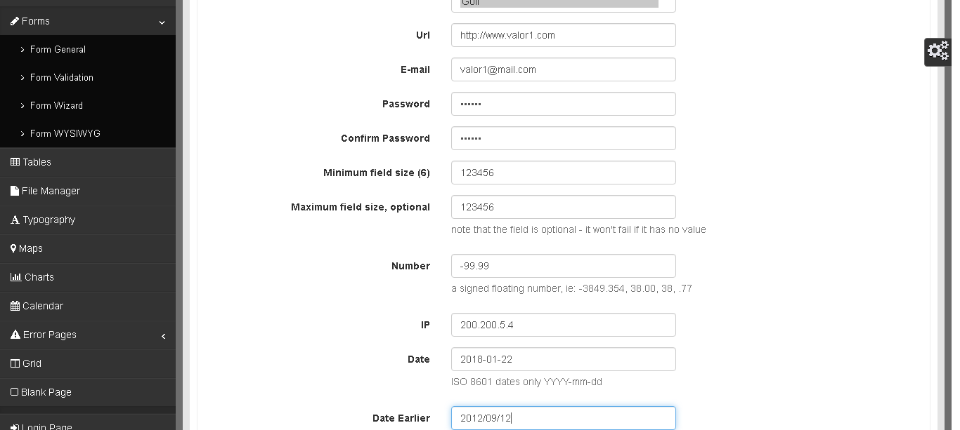 Forms
Form General
Form Validation
Form Wizard
Form WYSIWYG
Tables
File Manager
Typography
Maps
Charts
Calendar
Error Pages
Grid
Blank Page
Login Page
Golf
Url
http://www.valor1.com
E-mail
valor1@mail.com
Password
••••••
Confirm Password
••••••
Minimum field size (6)
123456
Maximum field size, optional
123456
note that the field is optional - it won't fail if it has no value
Number
-99.99
a signed floating number, ie: -3849.354, 38.00, 38, .77
IP
200.200.5.4
Date
2018-01-22
ISO 8601 dates only YYYY-mm-dd
Date Earlier
2012/09/12